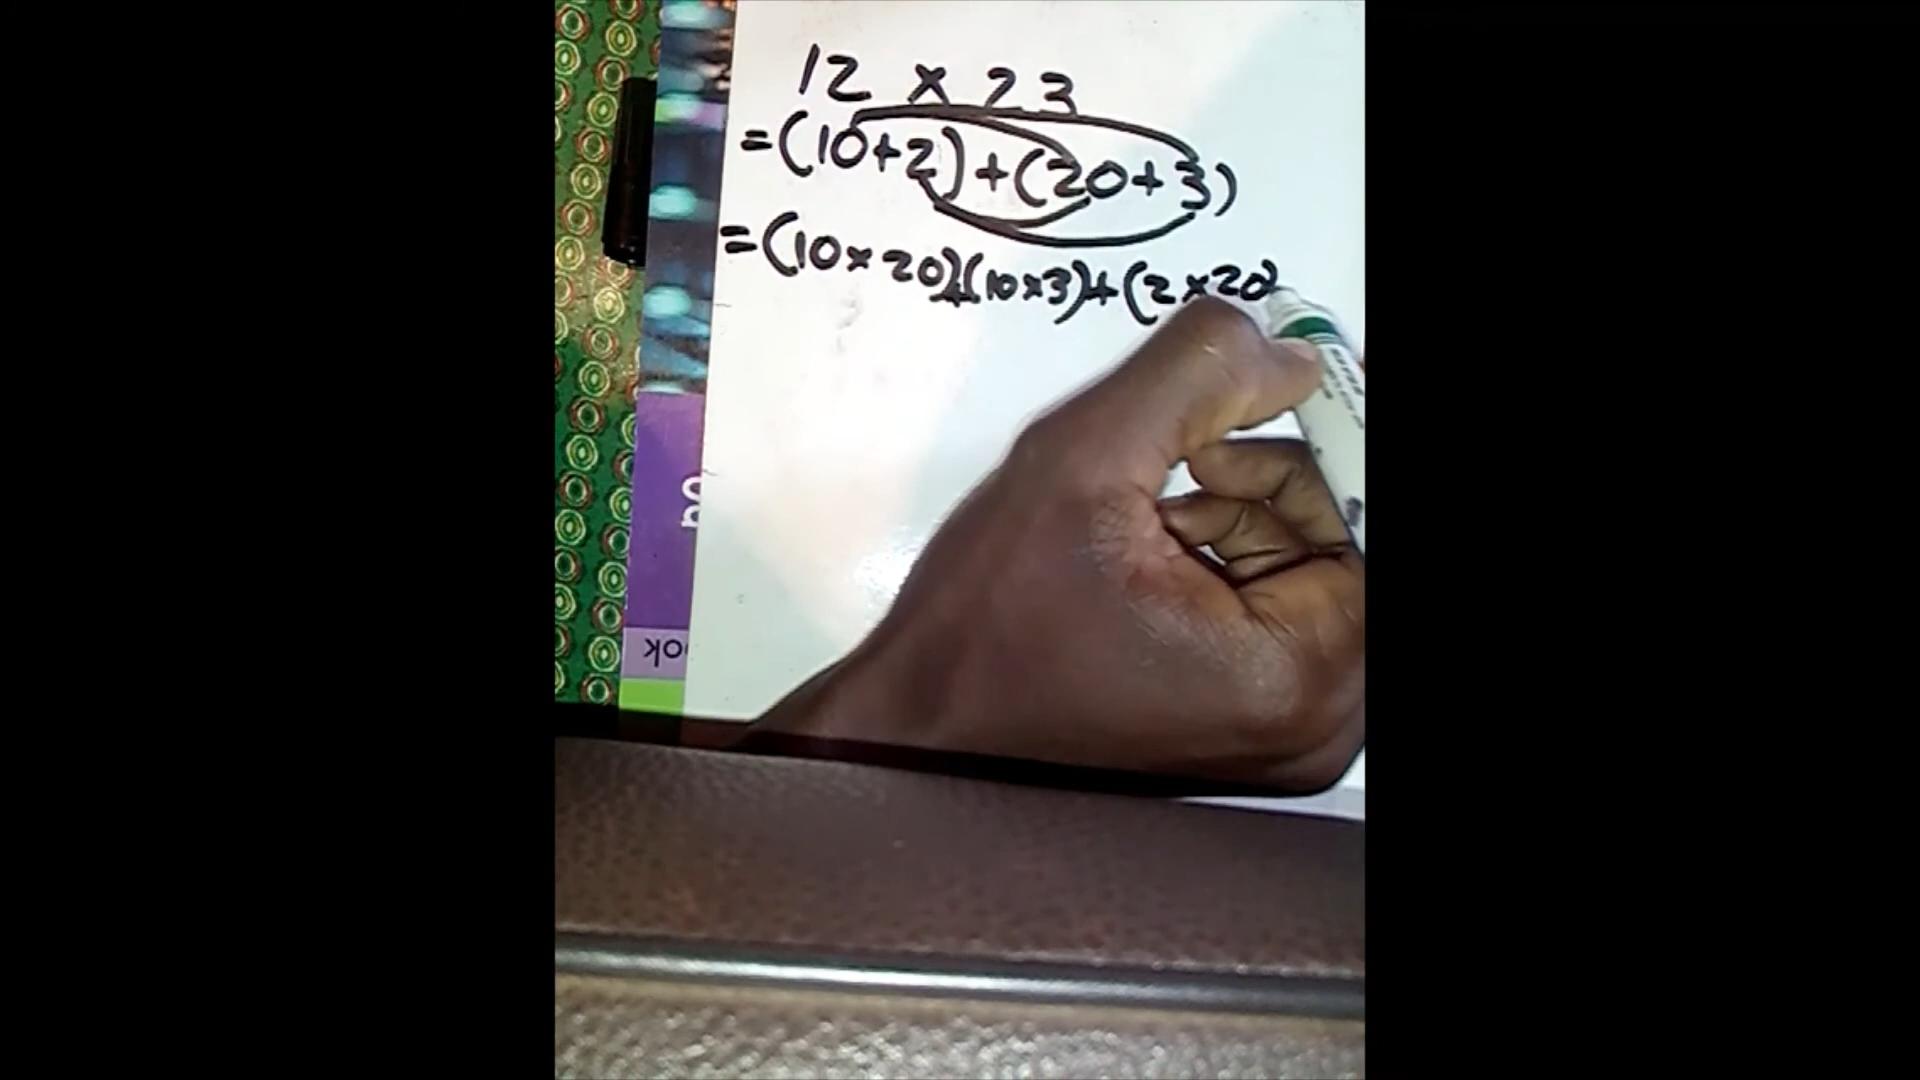 12 x 23
=(10+2)+(20+3)
=(10x20)+(10x3)+(2x20)
ok